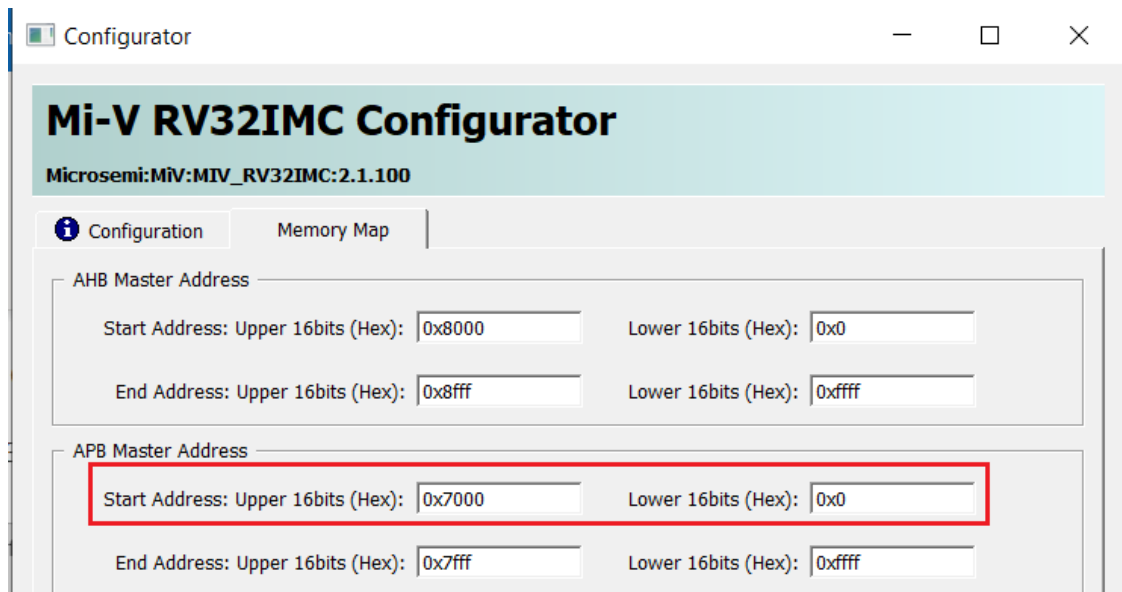 Configurator
Mi-V RV32IMC Configurator
Microsemi:MiV:MIV_RV32IMC:2.1.100
Configuration Memory Map
AHB Master Address
Start Address: Upper 16bits (Hex): 0x8000 Lower 16bits (Hex): 0x0
End Address: Upper 16bits (Hex): 0x8fff Lower 16bits (Hex): 0xffff
APB Master Address
Start Address: Upper 16bits (Hex): 0x7000 Lower 16bits (Hex): 0x0
End Address: Upper 16bits (Hex): 0x7fff Lower 16bits (Hex): 0xffff